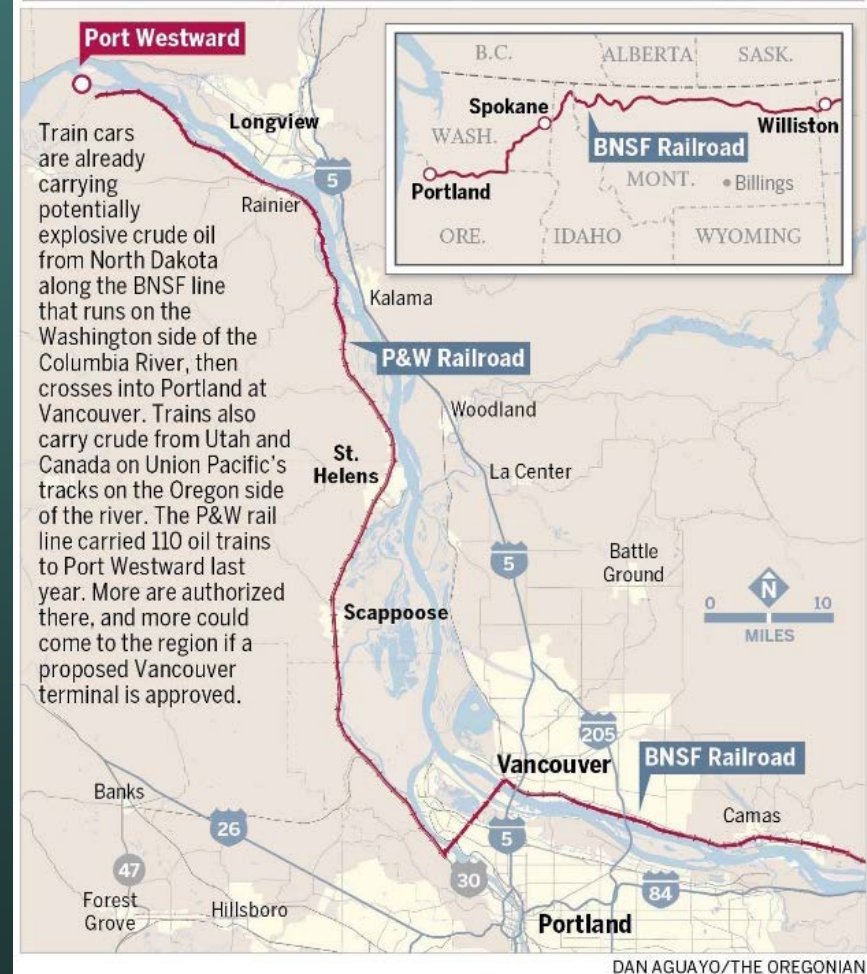 Port Westward
B.C.
ALBERTA
SASK.
Spokane
Williston
WASH.
BNSF Railroad
MONT.
Billings
Portland
ORE.
IDAHO
WYOMING
Longview
5
Rainier
Train cars
are already
carrying
potentially
explosive crude oil
from North Dakota
along the BNSF line
that runs on the
Washington side of the
Columbia River, then
crosses into Portland at
Vancouver. Trains also
carry crude from Utah and
Canada on Union Pacific's
tracks on the Oregon side
of the river. The P&W rail
line carried 110 oil trains
to Port Westward last
year. More are authorized
there, and more could
come to the region if a
proposed Vancouver
terminal is approved.
Kalama
P&W Railroad
Woodland
St.
Helens
La Center
5
Battle
Ground
N
0 10
MILES
Scappoose
205
Vancouver
BNSF Railroad
Banks
Camas
26
5
47
30
84
Forest
Grove
Hillsboro
Portland
DAN AGUAYO/THE OREGONIAN